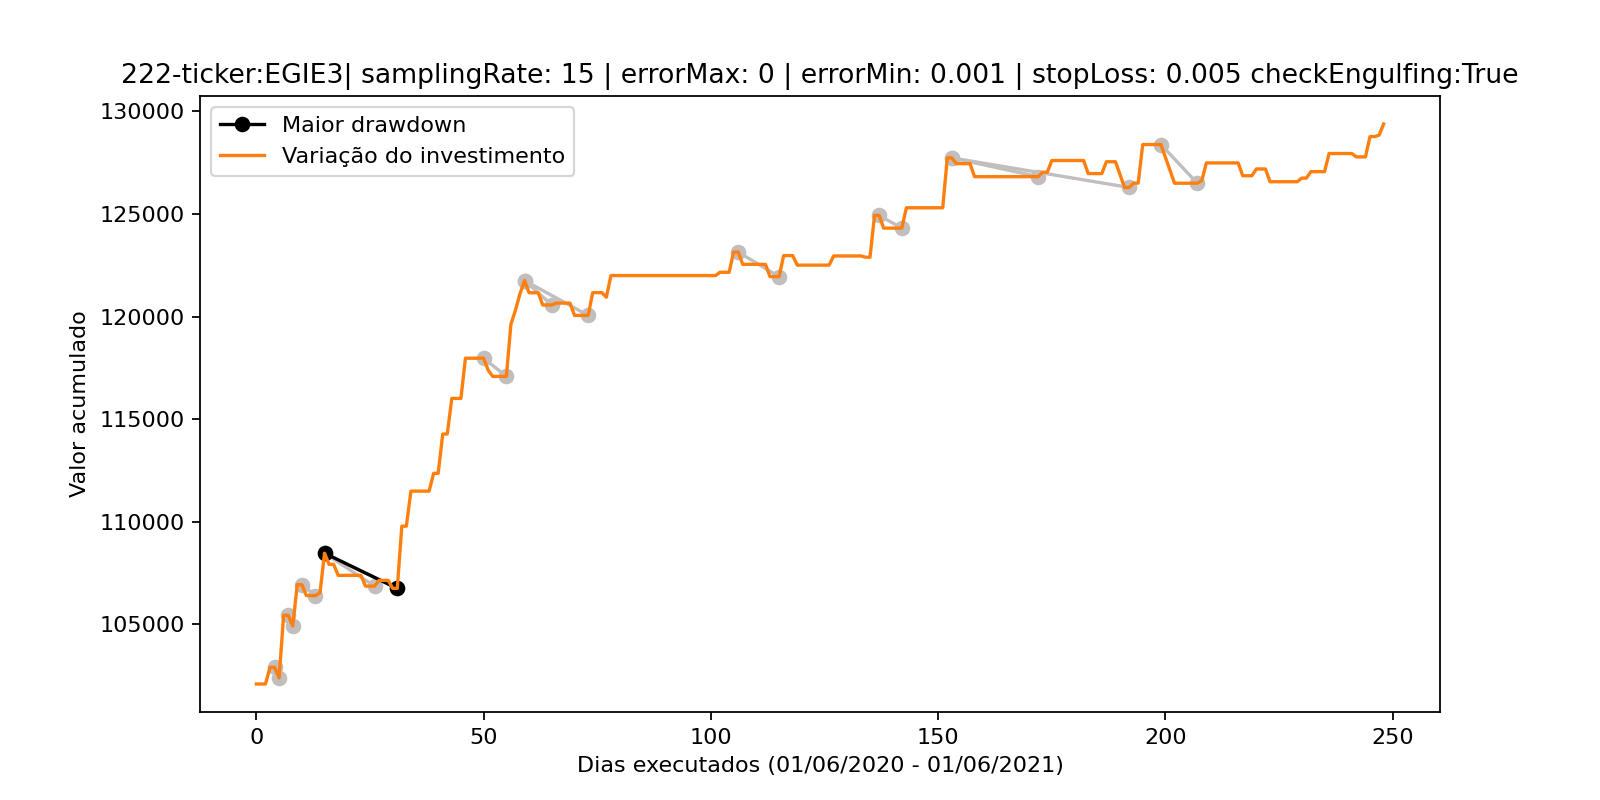 222-ticker:EGIE3| samplingRate: 15 | errorMax: 0 | errorMin: 0.001 | stopLoss: 0.005 checkEngulfing:True
Maior drawdown
Variação do investimento
Valor acumulado
130000
125000
120000
115000
110000
105000
0
50
100
150
200
250
Dias executados (01/06/2020 - 01/06/2021)